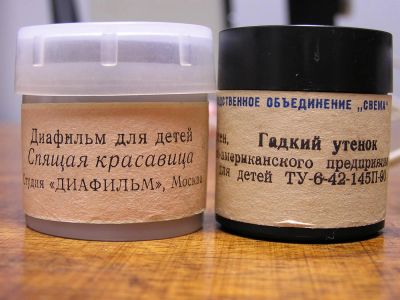 Диафильм для детей
Спящая красавица
Студия «ДИАФИЛЬМ», Москва
ОБЪЕДИНЕНИЕ „СВЕМА"
Гадкий утенок
американского
для детей ТУ-6-42-145П-90